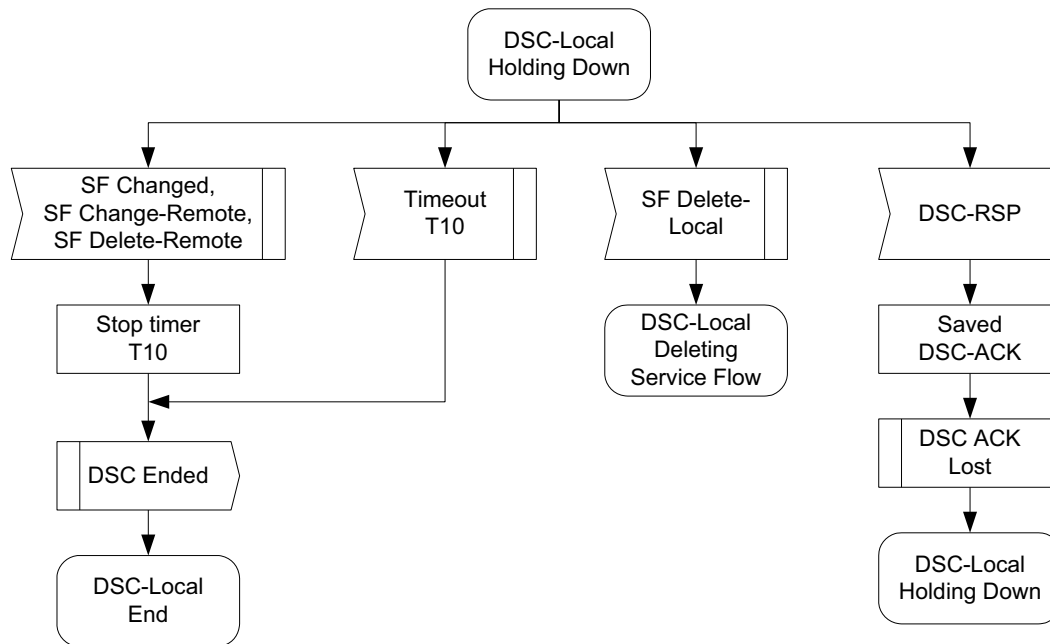 DSC-Local
Holding Down
SF Changed,
SF Change-Remote,
SF Delete-Remote
Timeout
T10
SF Delete-
Local
DSC-RSP
Stop timer
T10
DSC-Local
Deleting
Service Flow
Saved
DSC-ACK
DSC Ended
DSC ACK
Lost
DSC-Local
End
DSC-Local
Holding Down